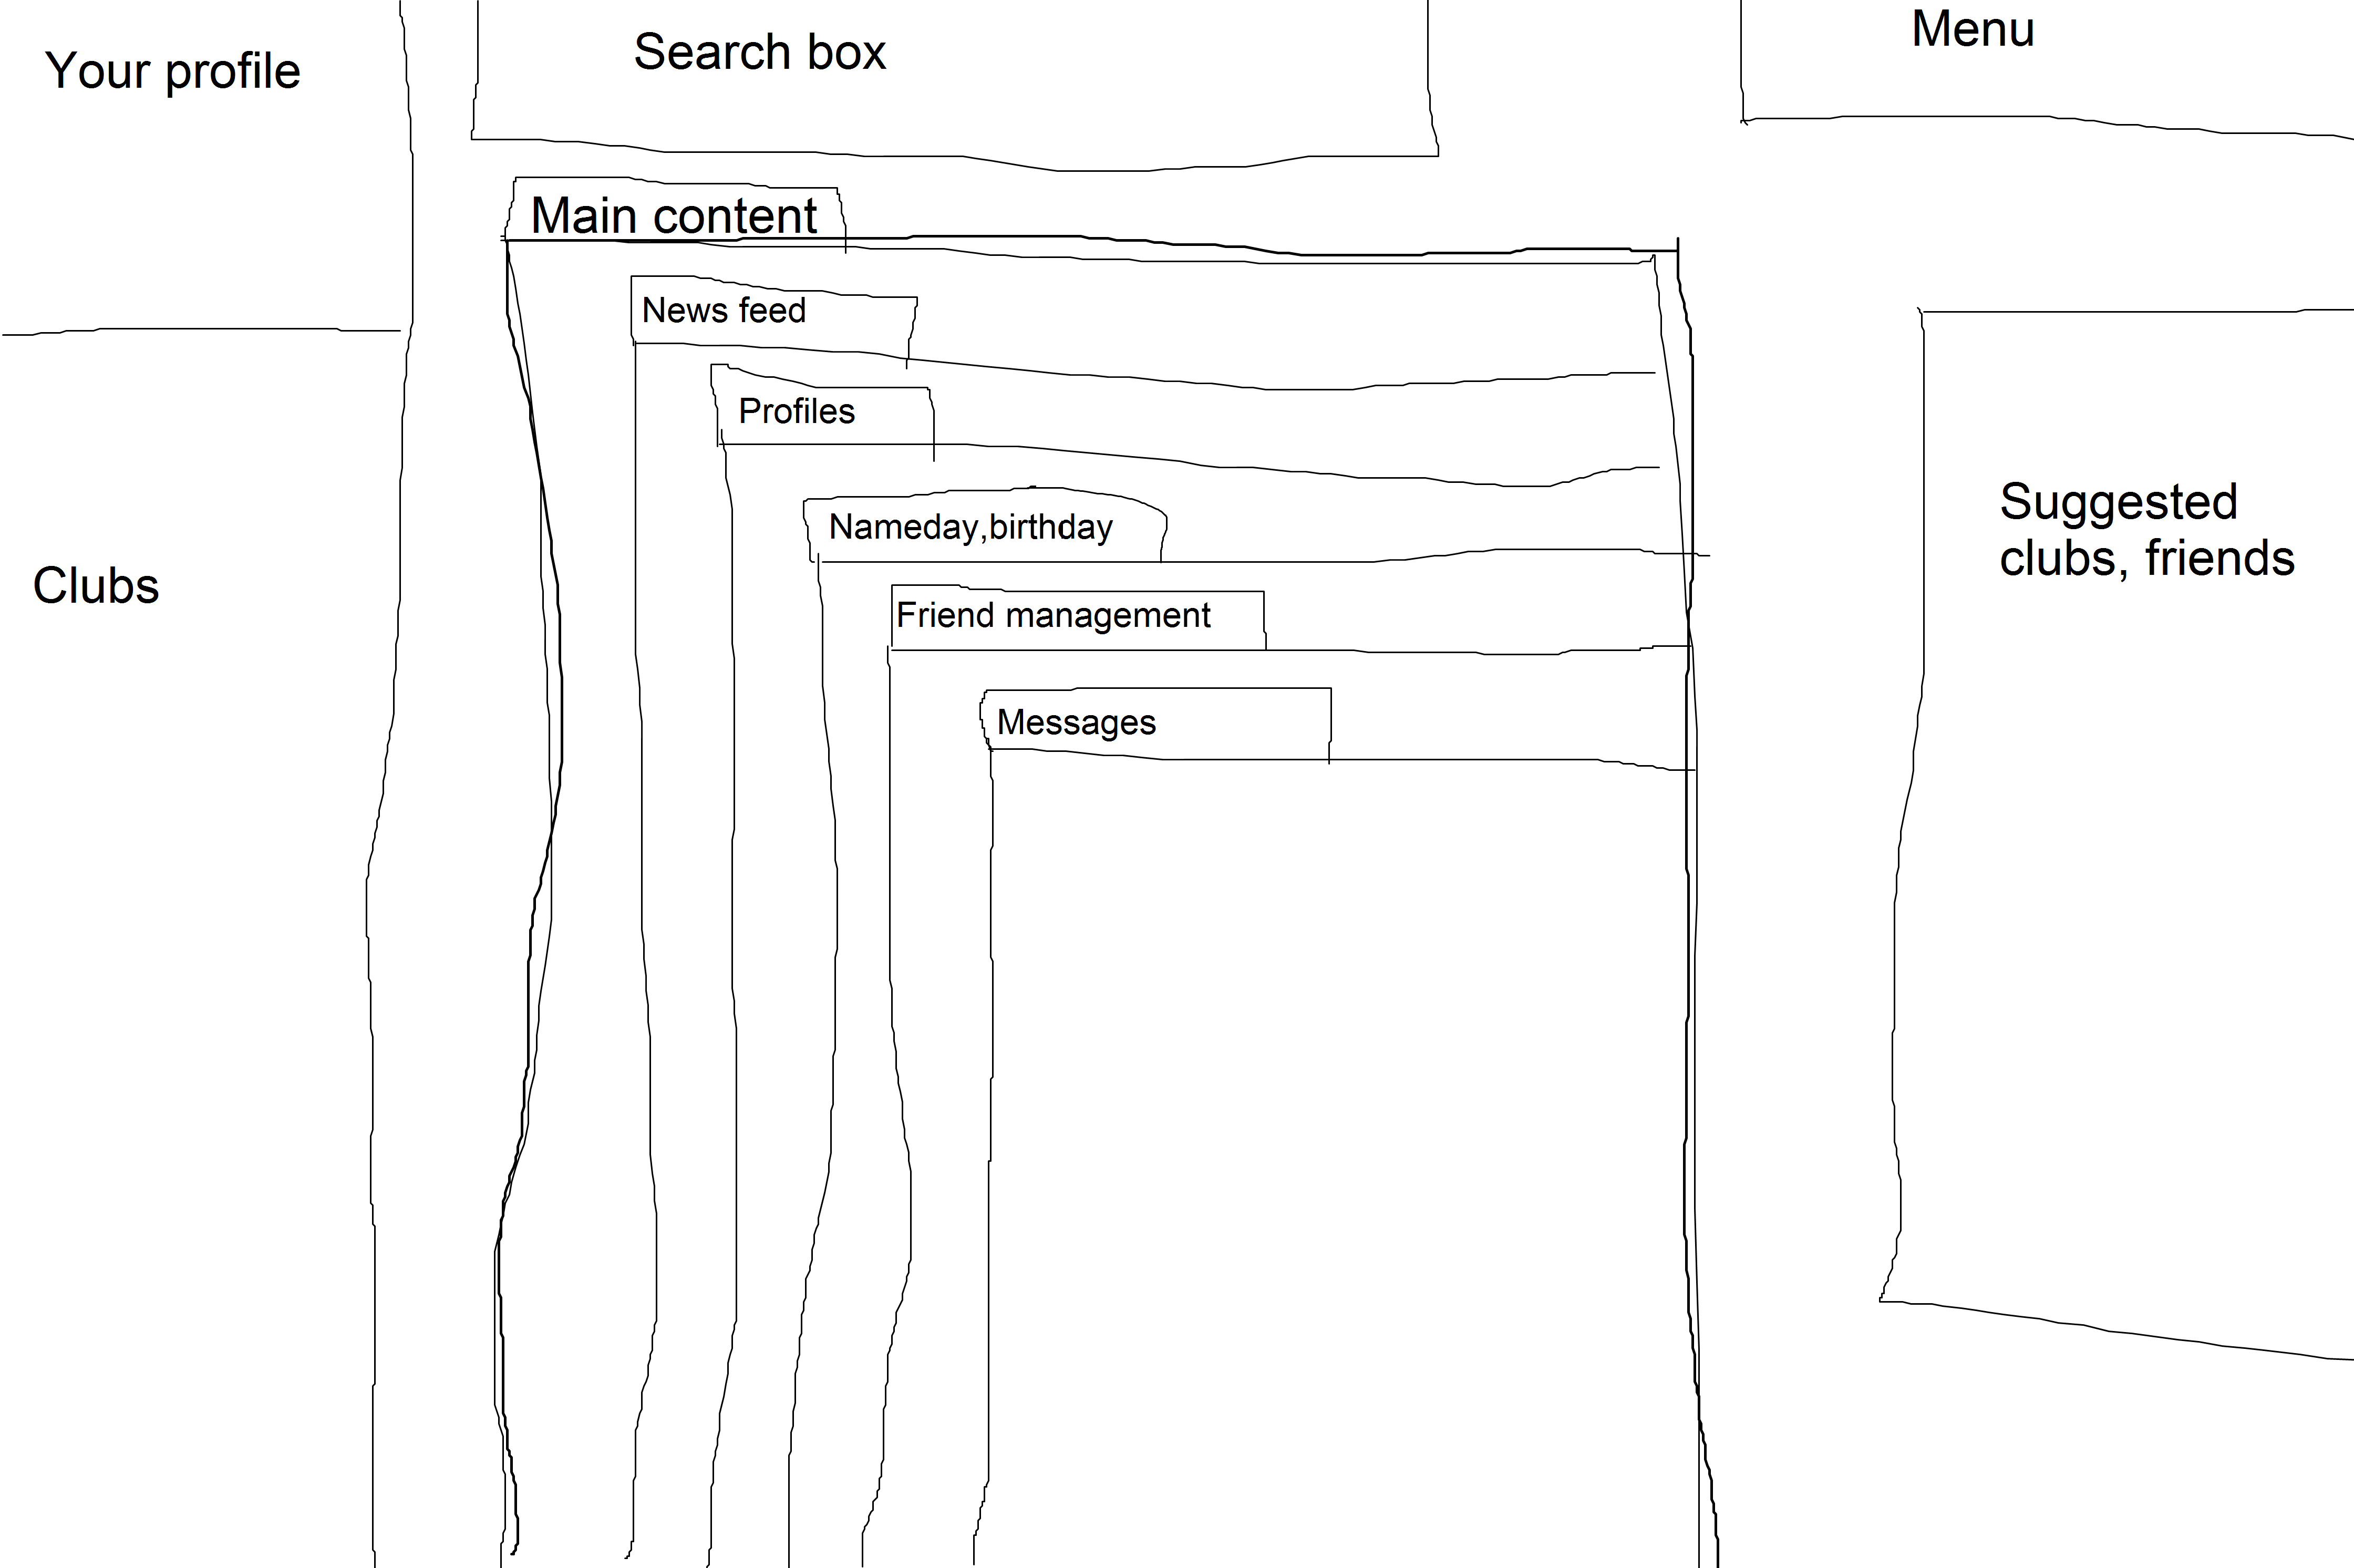 Your profile
Search box
Menu
Main content
News feed
Profiles
Nameday,birthday
Friend management
Messages
Clubs
Suggested
clubs, friends